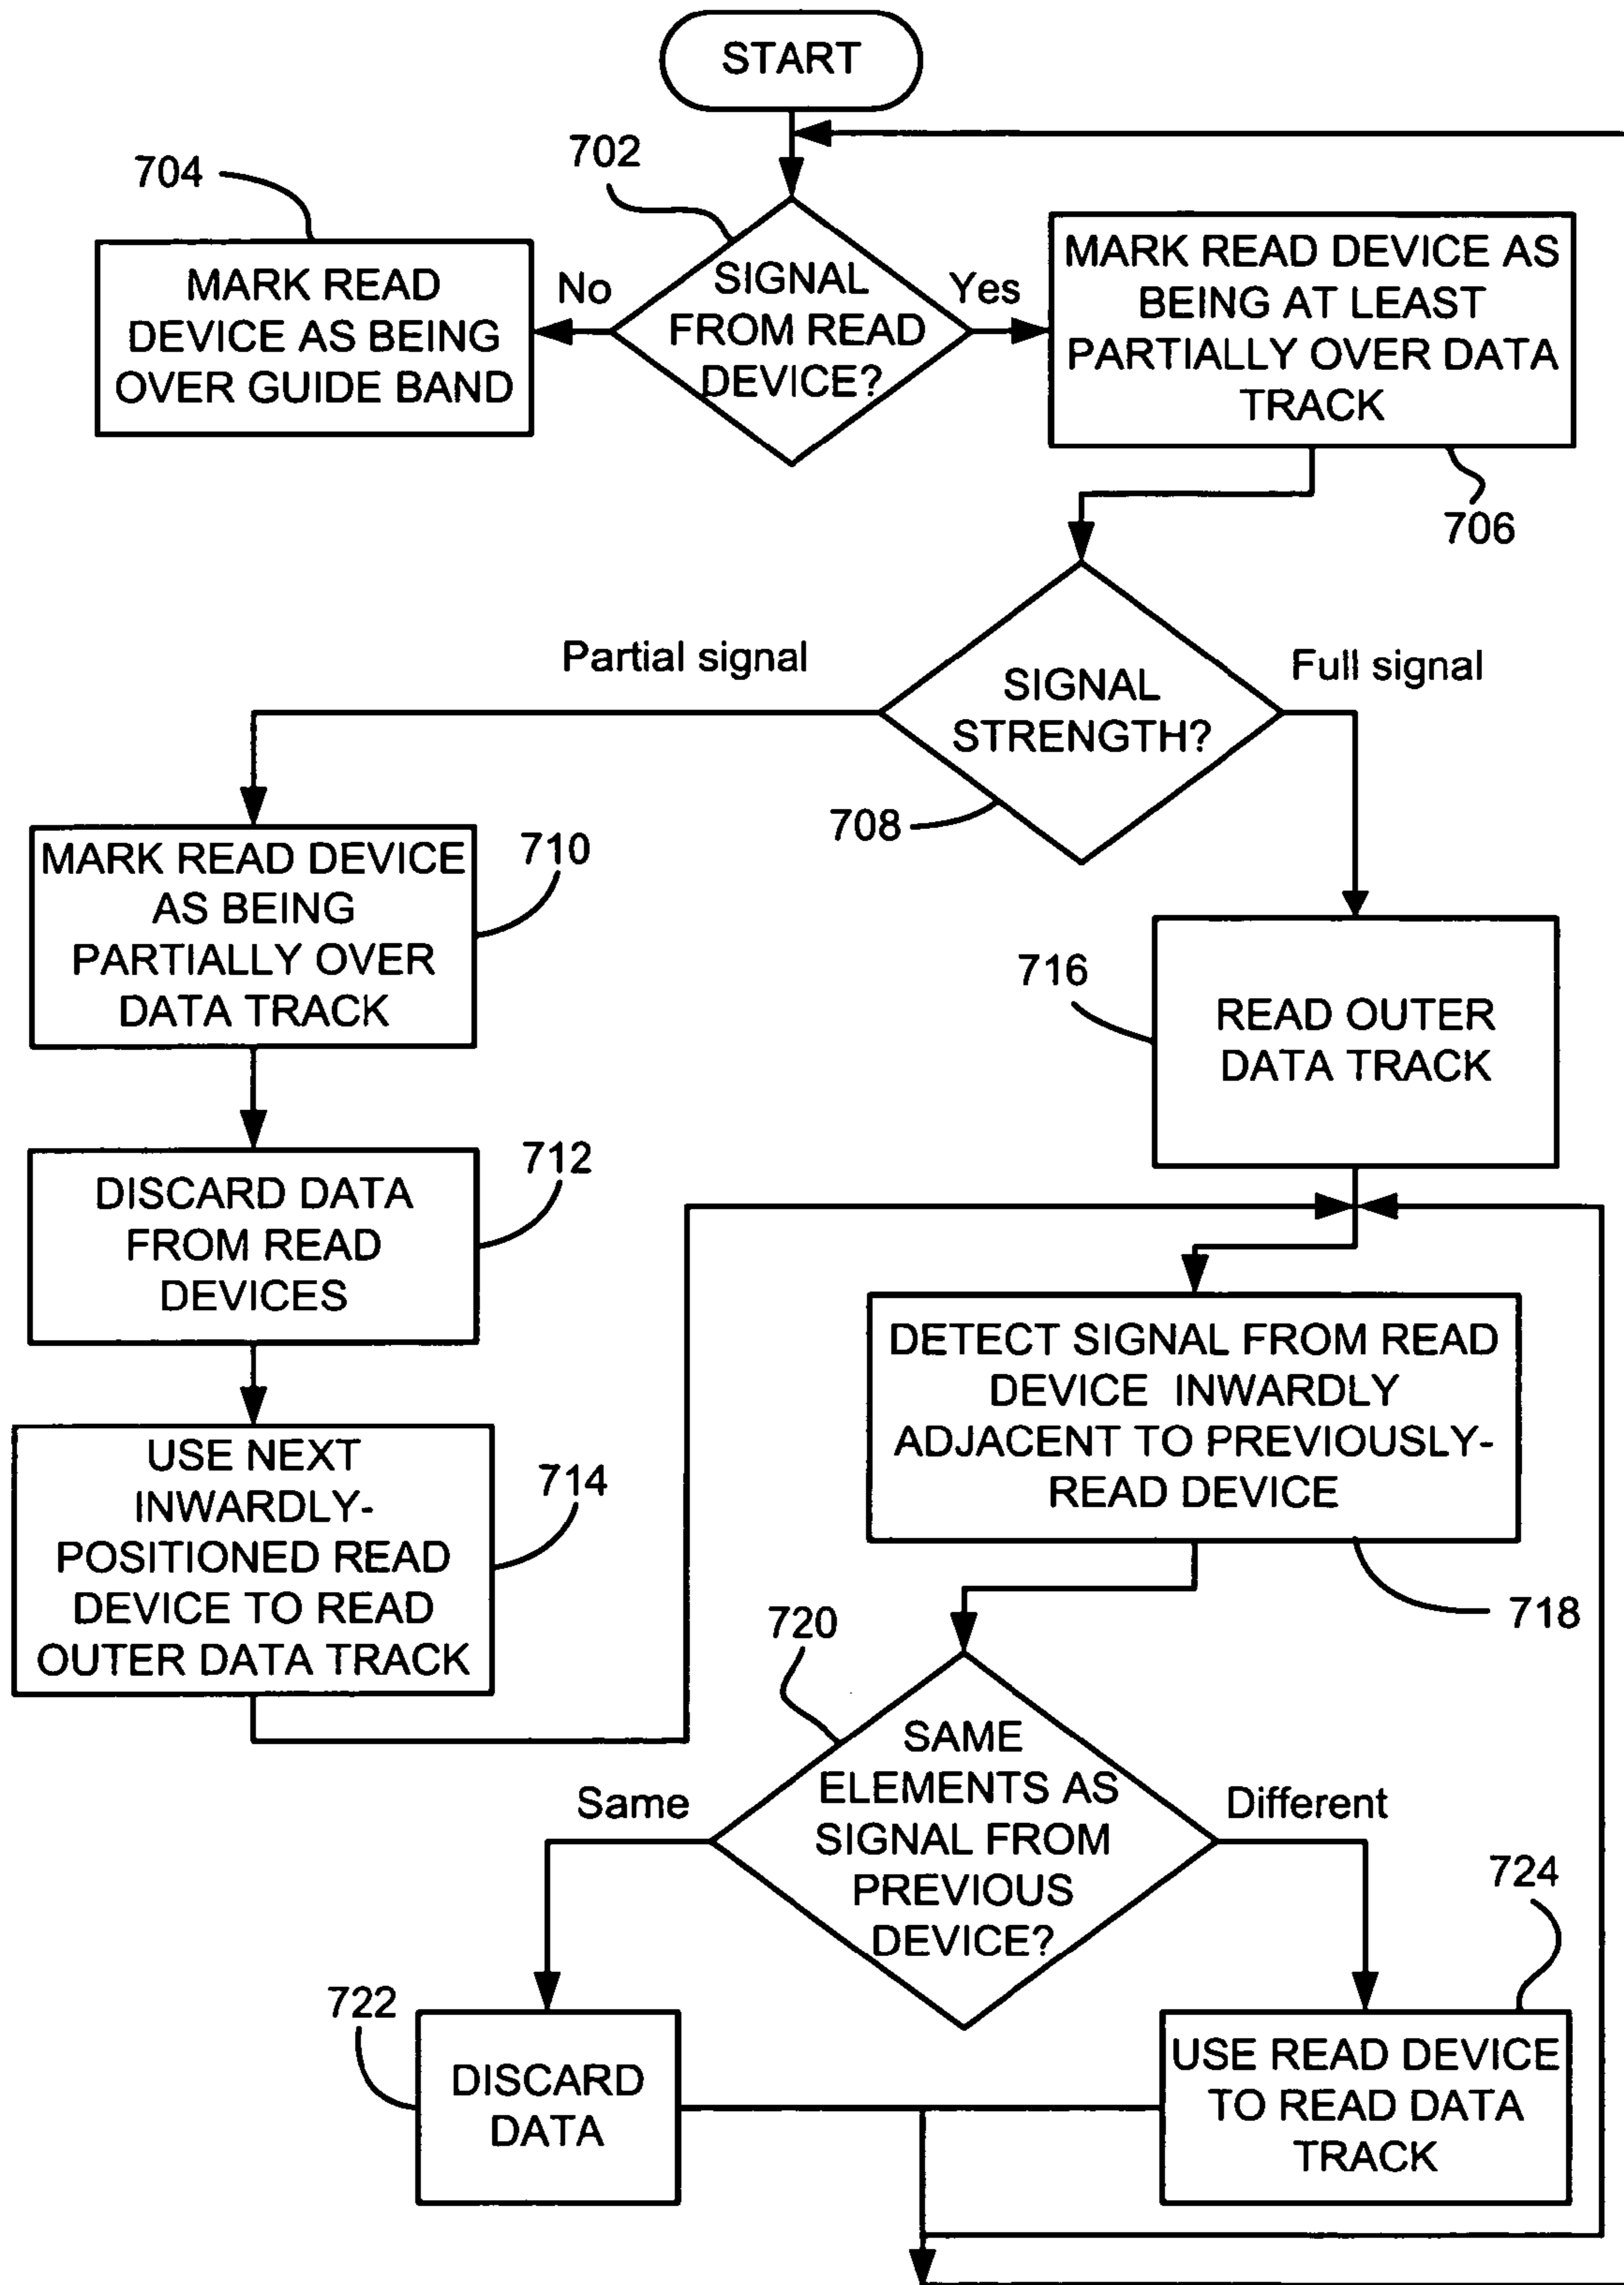 START
702
704
SIGNAL
FROM READ
DEVICE?
No
Yes
MARK READ
DEVICE AS BEING
OVER GUIDE BAND
MARK READ DEVICE AS
BEING AT LEAST
PARTIALLY OVER DATA
TRACK
706
SIGNAL
STRENGTH?
Partial signal
Full signal
708
MARK READ DEVICE
AS BEING
PARTIALLY OVER
DATA TRACK
710
716
READ OUTER
DATA TRACK
DISCARD DATA
FROM READ
DEVICES
712
USE NEXT
INWARDLY-
POSITIONED READ
DEVICE TO READ
OUTER DATA TRACK
714
DETECT SIGNAL FROM READ
DEVICE INWARDLY
ADJACENT TO PREVIOUSLY-
READ DEVICE
718
720
SAME
ELEMENTS AS
SIGNAL FROM
PREVIOUS
DEVICE?
Same
Different
722
DISCARD
DATA
724
USE READ DEVICE
TO READ DATA
TRACK